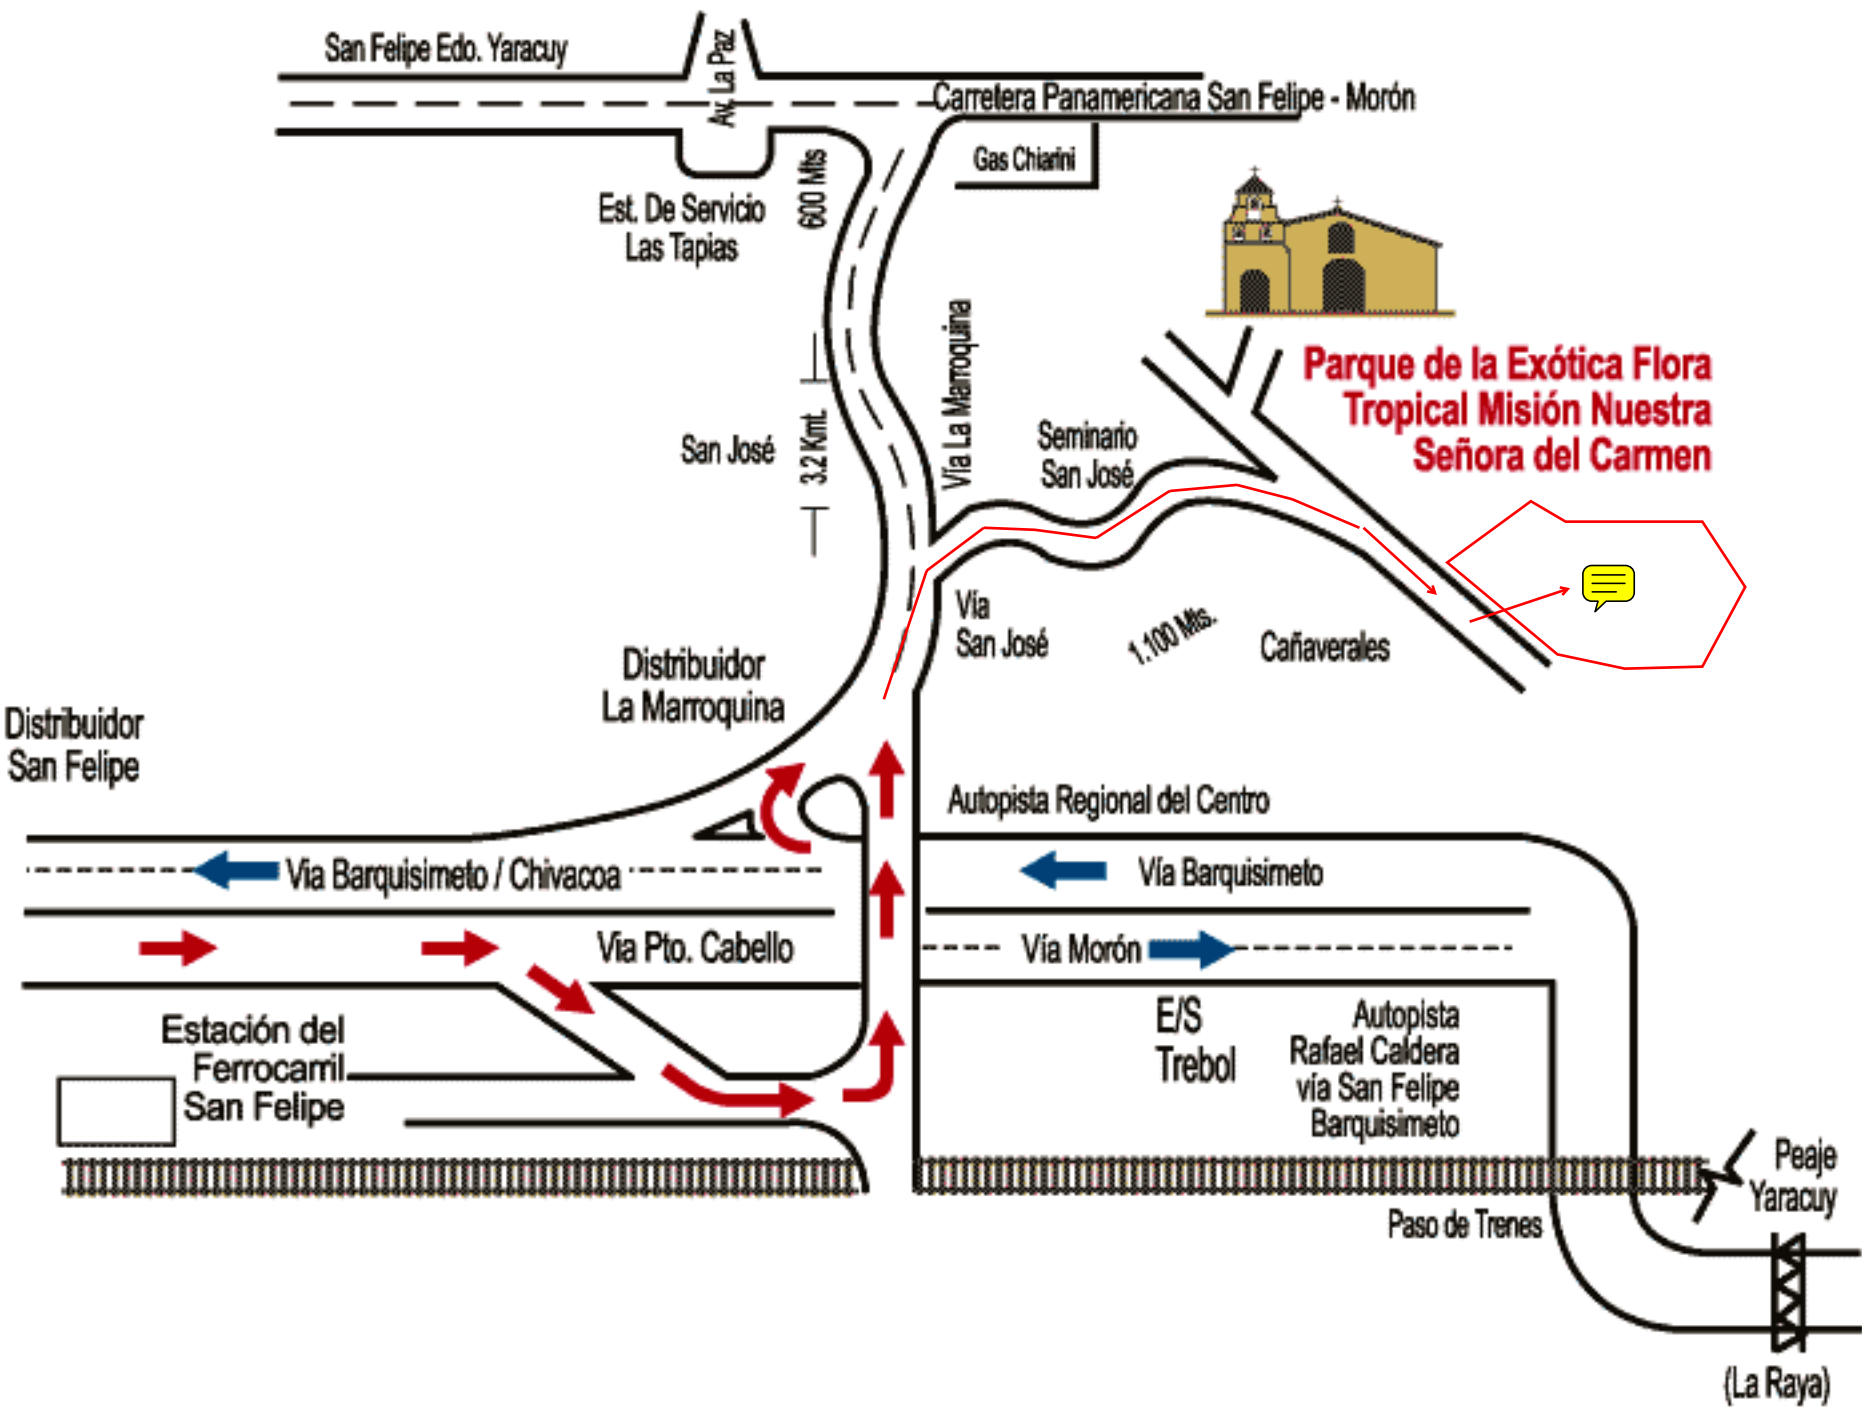 San Felipe Edo. Yaracuy
Av. La Paz
Carretera Panamericana San Felipe - Morón
Gas Chiarini
600 Mts
Est. De Servicio
Las Tapias
Vía La Marroquina
Parque de la Exótica Flora
Tropical Misión Nuestra
Señora del Carmen
San José
3.2 Kmt.
Seminario
San José
Vía
San José
1.100 Mts.
Cañaverales
Distribuidor
La Marroquina
Distribuidor
San Felipe
Autopista Regional del Centro
Via Barquisimeto / Chivacoa
Vía Barquisimeto
Via Pto. Cabello
Vía Morón
Estación del
Ferrocarril
San Felipe
E/S
Trebol
Autopista
Rafael Caldera
vía San Felipe
Barquisimeto
Peaje
Yaracuy
Paso de Trenes
(La Raya)